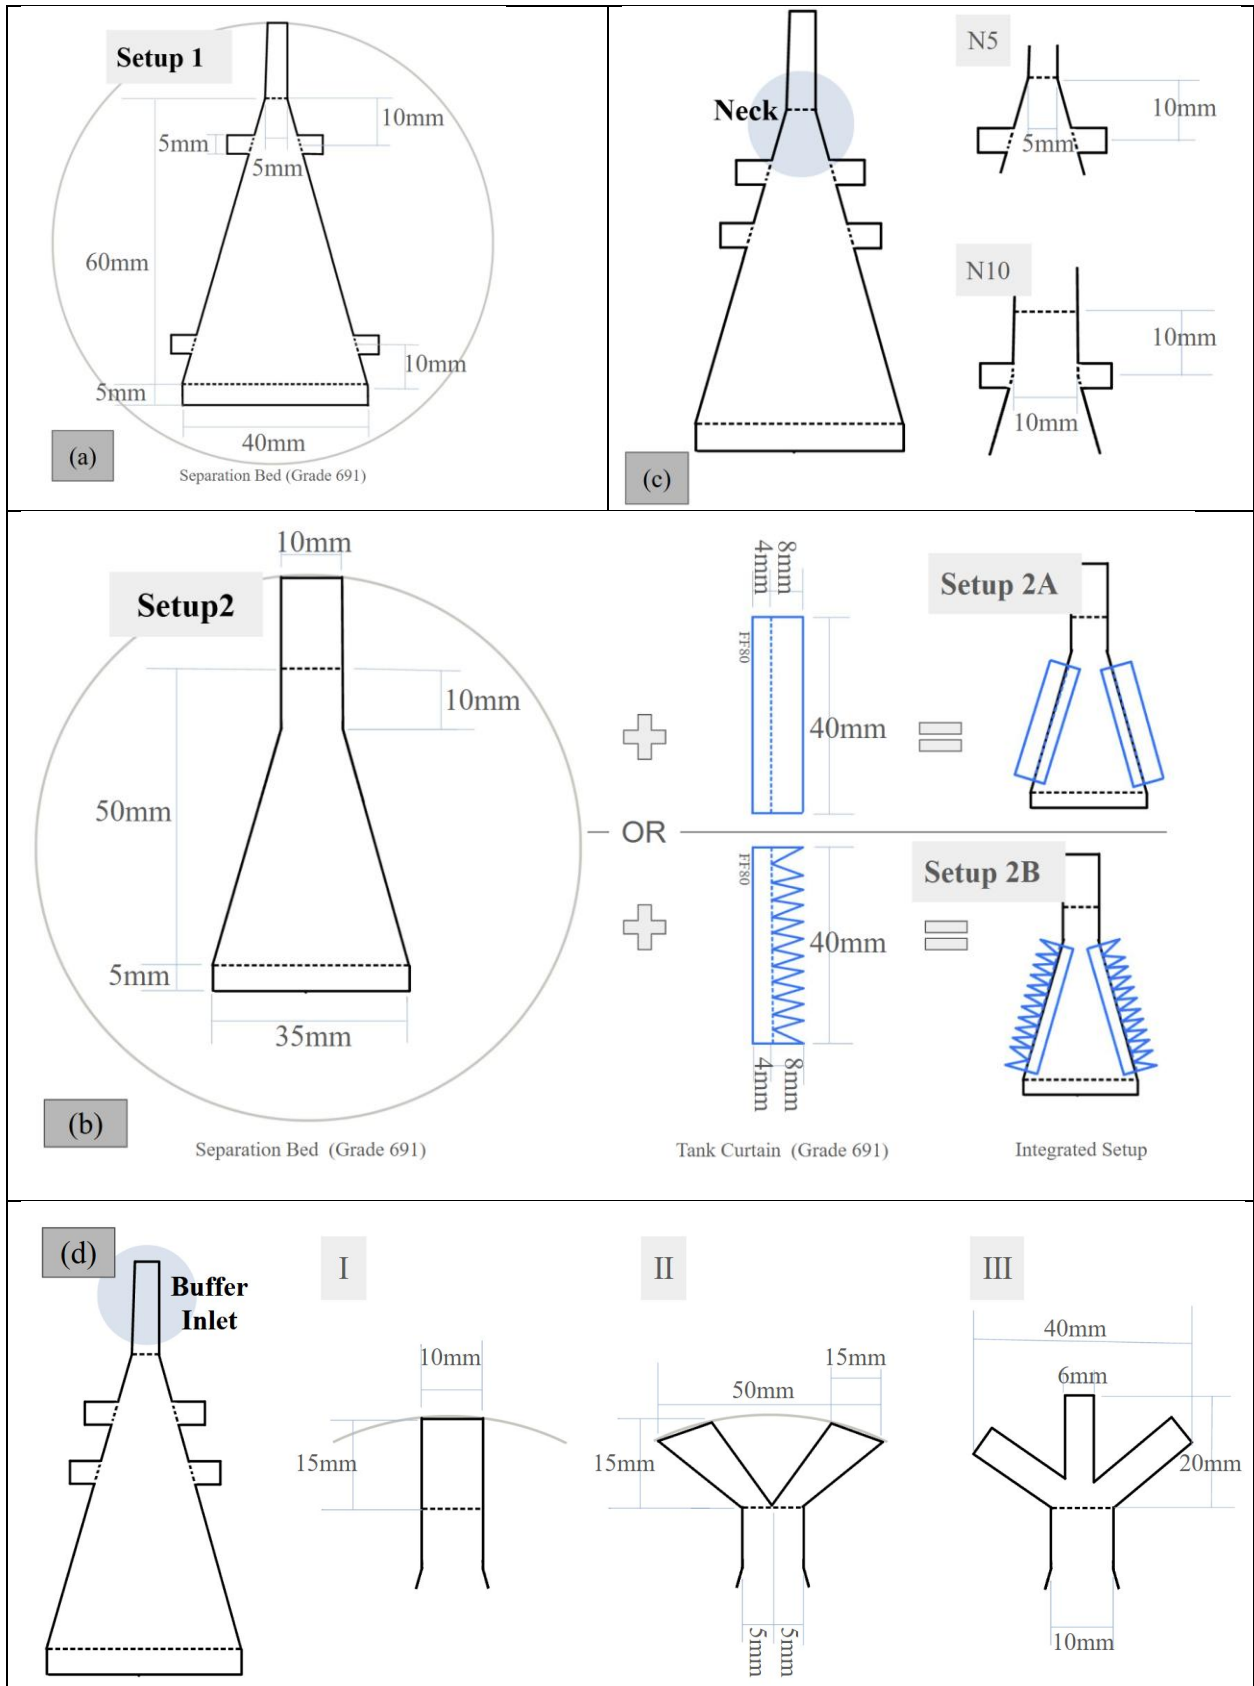 Setup 1
10mm
5mm
5mm
60mm
10mm
5mm
40mm
(a)
Separation Bed (Grade 691)
Neck
N5
10mm
5mm
N10
10mm
10mm
(c)
10mm
Setup2
10mm
50mm
5mm
35mm
(b)
Separation Bed (Grade 691)
4mm
8mm
FF80
40mm
Setup 2A
OR
FF80
40mm
4mm
8mm
Setup 2B
Tank Curtain (Grade 691)
Integrated Setup
(d)
Buffer
Inlet
I
10mm
15mm
II
15mm
50mm
15mm
5mm
5mm
III
40mm
6mm
20mm
10mm